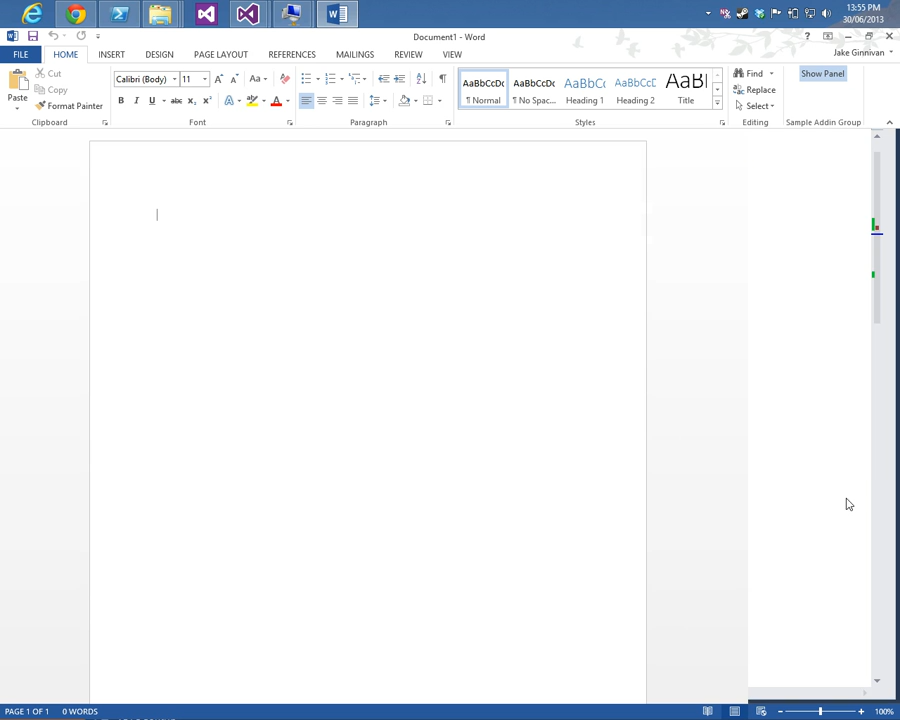 13:55 PM
30/06/2013
Document1 - Word
?
FILE HOME INSERT DESIGN PAGE LAYOUT REFERENCES MAILINGS REVIEW VIEW
Jake Ginnivan
Paste
Cut
Copy
Format Painter
Clipboard
Calibri (Body) 11
Aa
B I U abc x₂ x²
A A
Font
Paragraph
AaBbCcDc AaBbCcDc AaBbCc AaBbCcE AaBl
¶ Normal ¶ No Spac... Heading 1 Heading 2 Title
Styles
Find
Replace
Select
Editing
Show Panel
Sample Addin Group
PAGE 1 OF 1 0 WORDS
100%